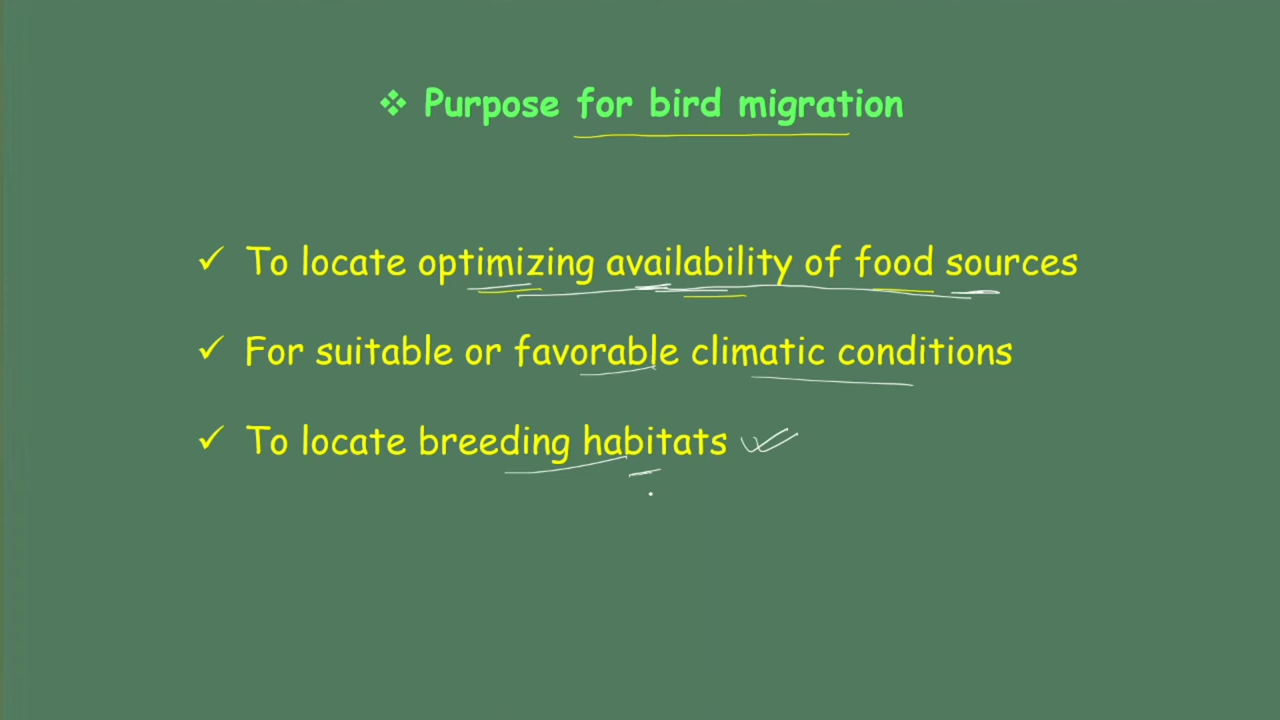 ❖ Purpose for bird migration
✓ To locate optimizing availability of food sources
✓ For suitable or favorable climatic conditions
✓ To locate breeding habitats